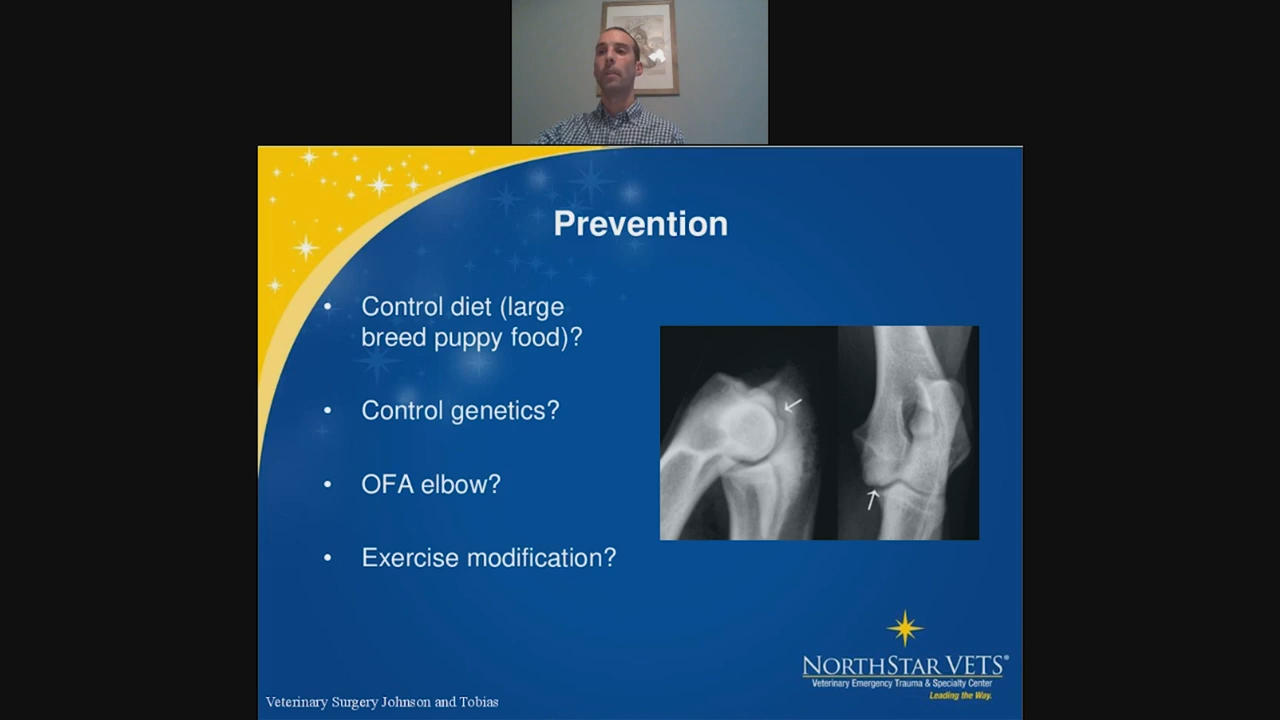 Prevention
• Control diet (large
breed puppy food)?
• Control genetics?
• OFA elbow?
• Exercise modification?
NORTHSTAR VETS®
Veterinary Emergency Trauma & Specialty Center
Leading the Way.
Veterinary Surgery Johnson and Tobias